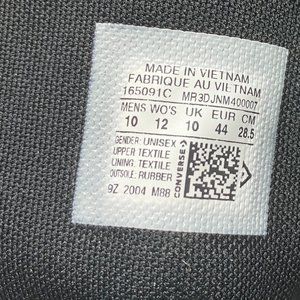 MADE IN VIETNAM
FABRIQUE AU VIETNAM
165091C MR3DJNM400007
MENS WO'S UK EUR CM
10 12 10 44 28.5
GENDER: UNISEX
UPPER: TEXTILE
LINING: TEXTILE
OUTSOLE: RUBBER
9Z 2004 M88
CONVERSE